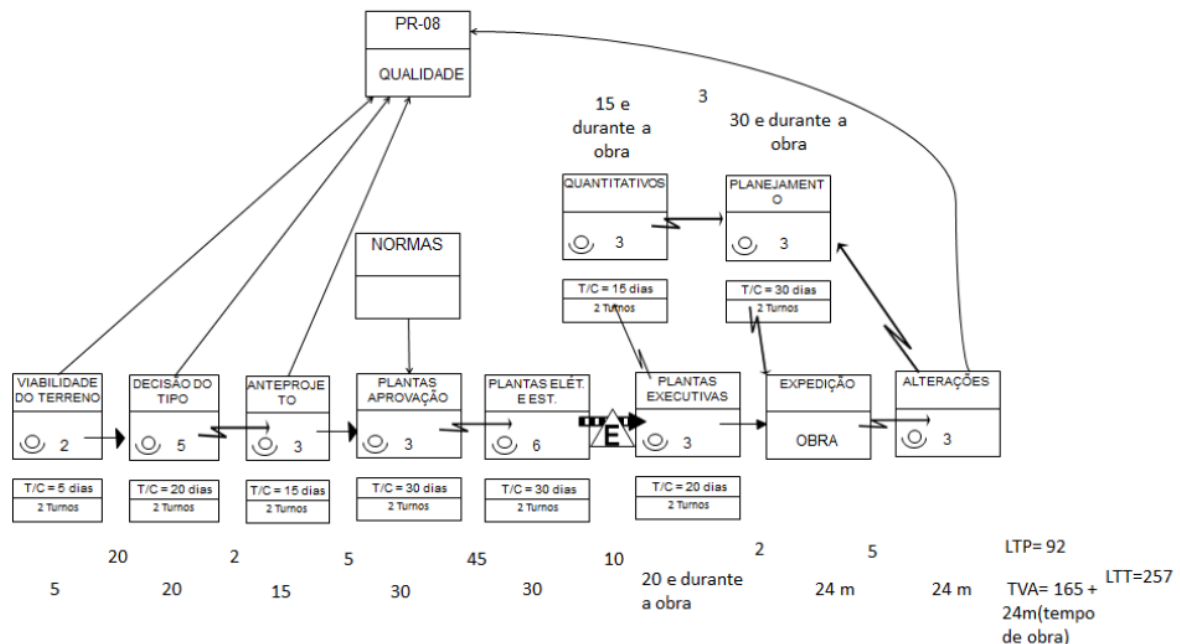 PR-08
QUALIDADE
15 e
durante a
obra
3
30 e durante a
obra
QUANTITATIVOS
3
PLANEJAMENT
O
3
NORMAS
T/C = 15 dias
2 Turnos
T/C = 30 dias
2 Turnos
VIABILIDADE
DO TERRENO
2
DECISÃO DO
TIPO
5
ANTEPROJE
TO
3
PLANTAS
APROVAÇÃO
3
PLANTAS ELÉT.
E EST.
6
E
PLANTAS
EXECUTIVAS
3
EXPEDIÇÃO
OBRA
ALTERAÇÕES
3
T/C = 5 dias
2 Turnos
T/C = 20 dias
2 Turnos
T/C = 15 dias
2 Turnos
T/C = 30 dias
2 Turnos
T/C = 30 dias
2 Turnos
T/C = 20 dias
2 Turnos
20 2 5 45 10 2 5 LTP= 92
5 20 15 30 30 20 e durante
a obra
24 m 24 m TVA= 165 +
24m(tempo
de obra)
LTT=257